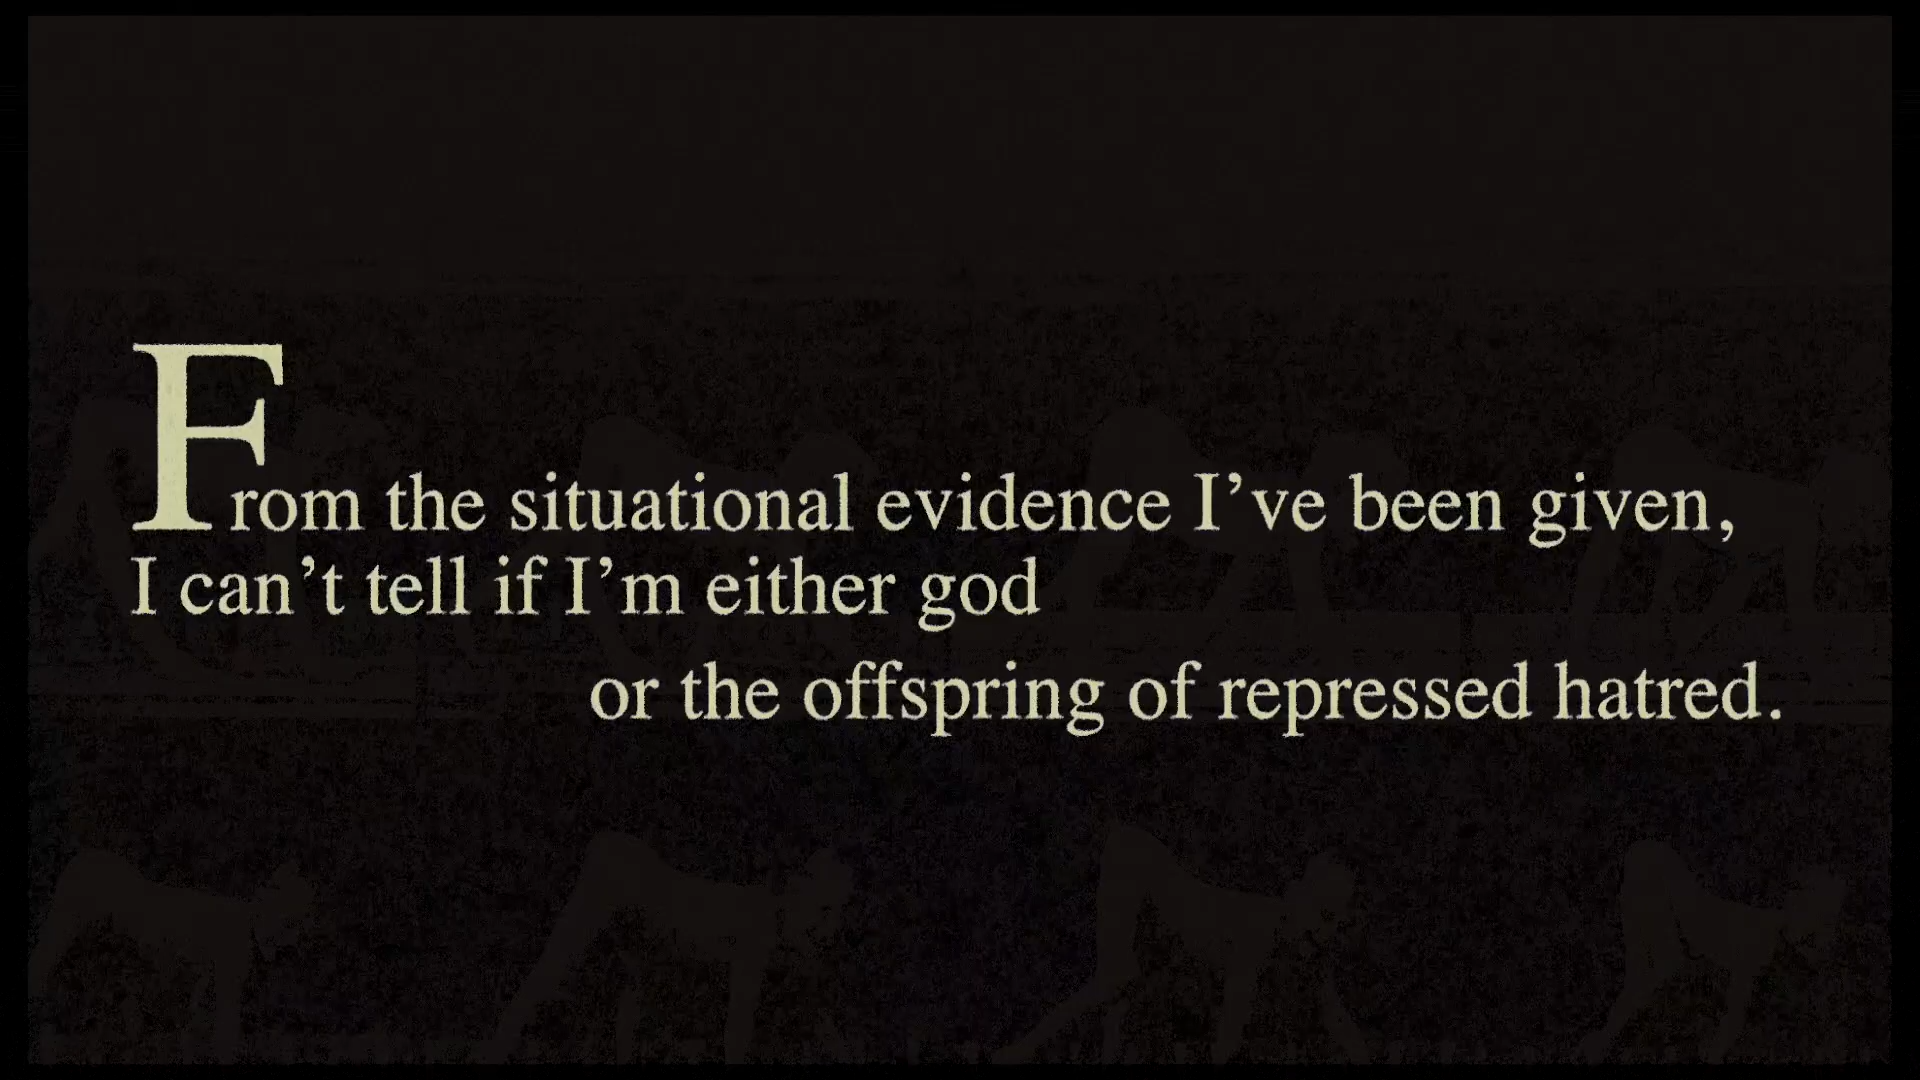 From the situational evidence I’ve been given,
I can’t tell if I’m either god
or the offspring of repressed hatred.